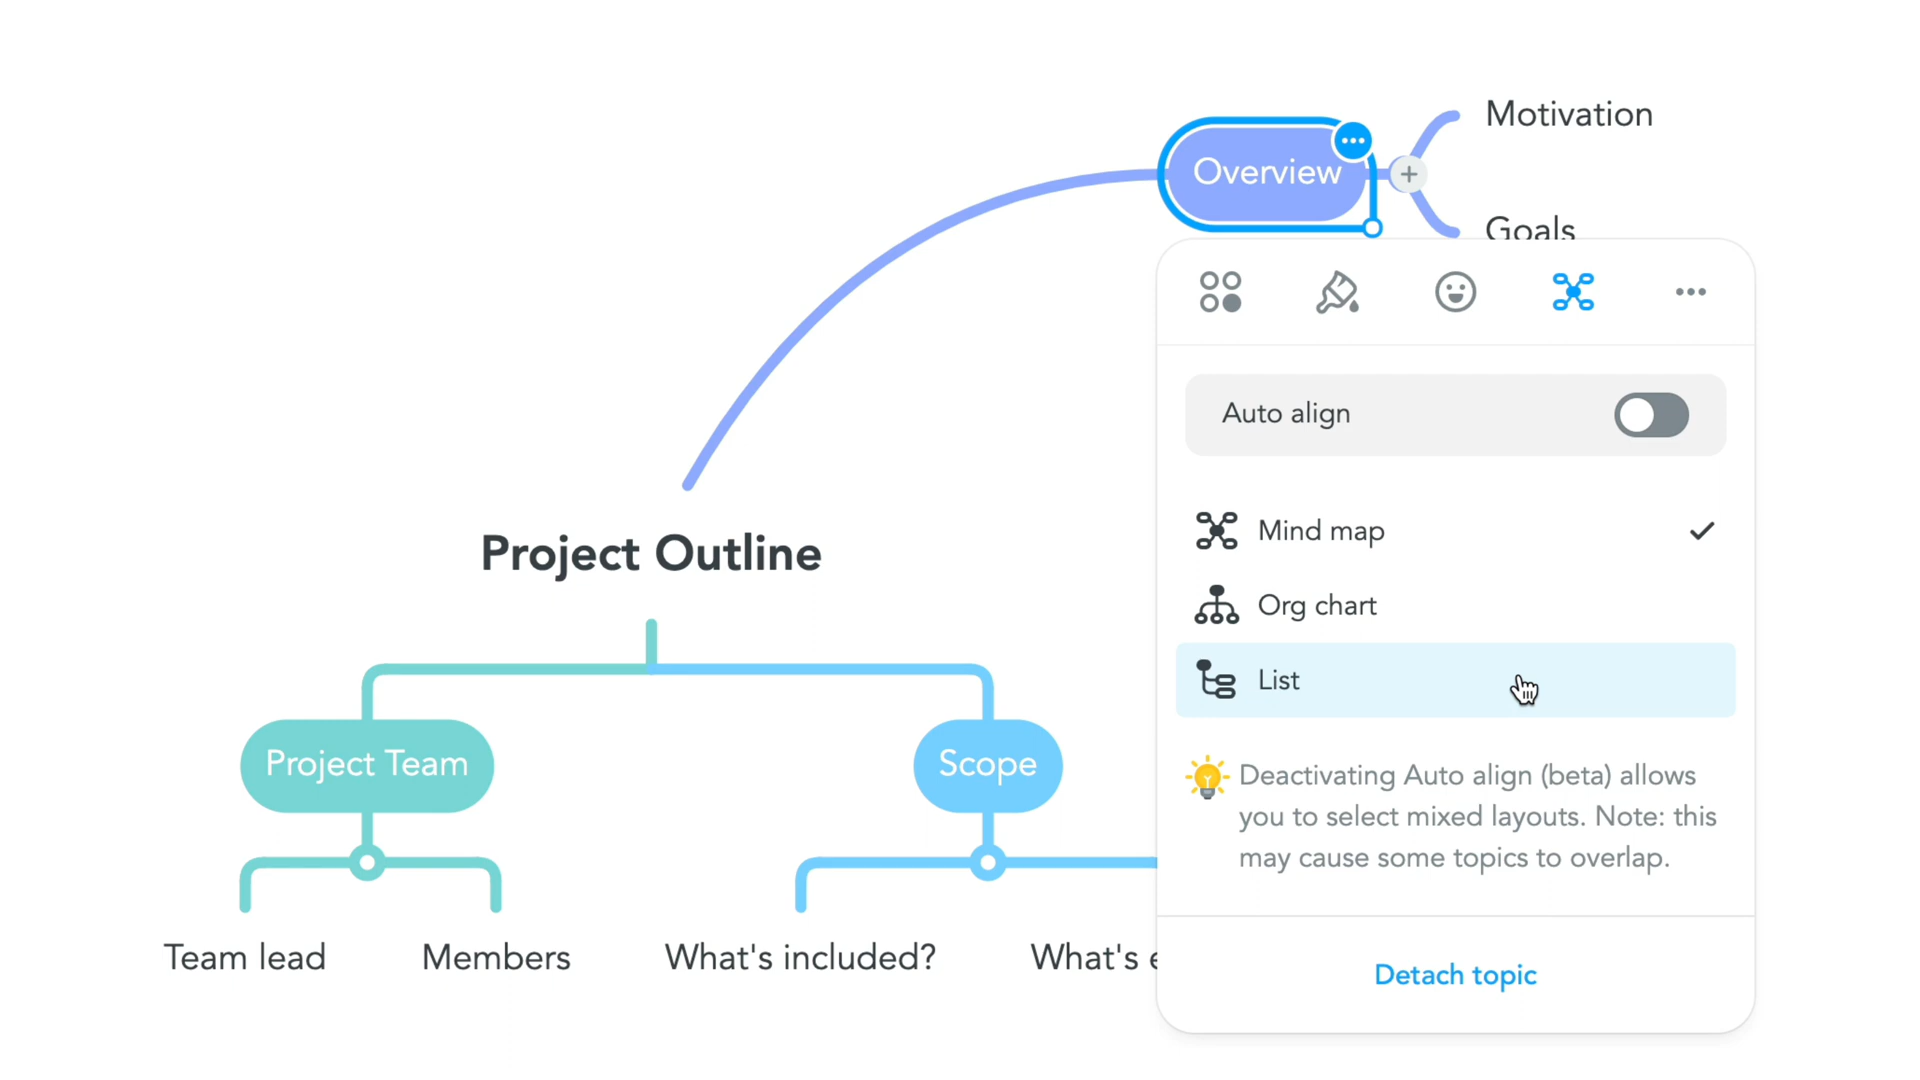 Motivation
Overview
Goals
Auto align
Mind map
Project Outline
Org chart
List
Project Team
Scope
Deactivating Auto align (beta) allows
you to select mixed layouts. Note: this
may cause some topics to overlap.
Team lead
Members
What's included?
What's
Detach topic